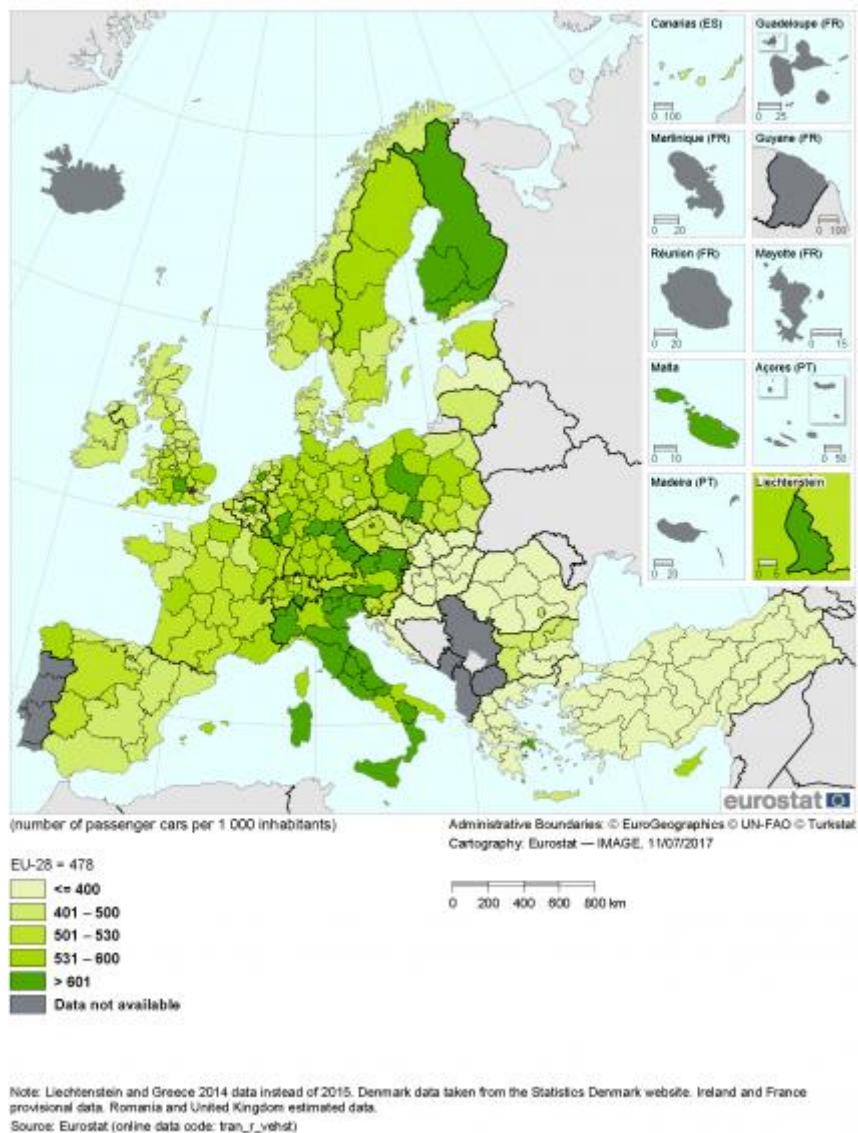 Canarias (ES)
0 100
Guadeloupe (FR)
0 25
Martinique (FR)
0 20
Guyane (FR)
0 100
Réunion (FR)
0 20
Mayotte (FR)
0 15
Malta
0 10
Açores (PT)
0 50
Madeira (PT)
0 20
Liechtenstein
eurostat
(number of passenger cars per 1 000 inhabitants)
Administrative Boundaries: © EuroGeographics © UN-FAO © Turkstat
Cartography: Eurostat — IMAGE, 11/07/2017
EU-28 = 478
<= 400
401 – 500
501 – 530
531 – 600
> 601
Data not available
0 200 400 600 800 km
Note: Liechtenstein and Greece 2014 data instead of 2015. Denmark data taken from the Statistics Denmark website. Ireland and France
provisional data. Romania and United Kingdom estimated data.
Source: Eurostat (online data code: tran_r_vehst)